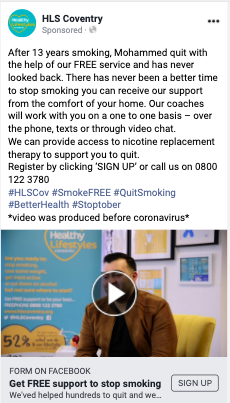 HLS Coventry
Sponsored ·
After 13 years smoking, Mohammed quit with
the help of our FREE service and has never
looked back. There has never been a better time
to stop smoking you can receive our support
from the comfort of your home. Our coaches
will work with you on a one to one basis – over
the phone, texts or through video chat.
We can provide access to nicotine replacement
therapy to support you to quit.
Register by clicking 'SIGN UP' or call us on 0800
122 3780
#HLSCov #SmokeFREE #QuitSmoking
#BetterHealth #Stoptober
*video was produced before coronavirus*
Healthy
Lifestyles
52%
FORM ON FACEBOOK
Get FREE support to stop smoking
We've helped hundreds to quit and we...
SIGN UP